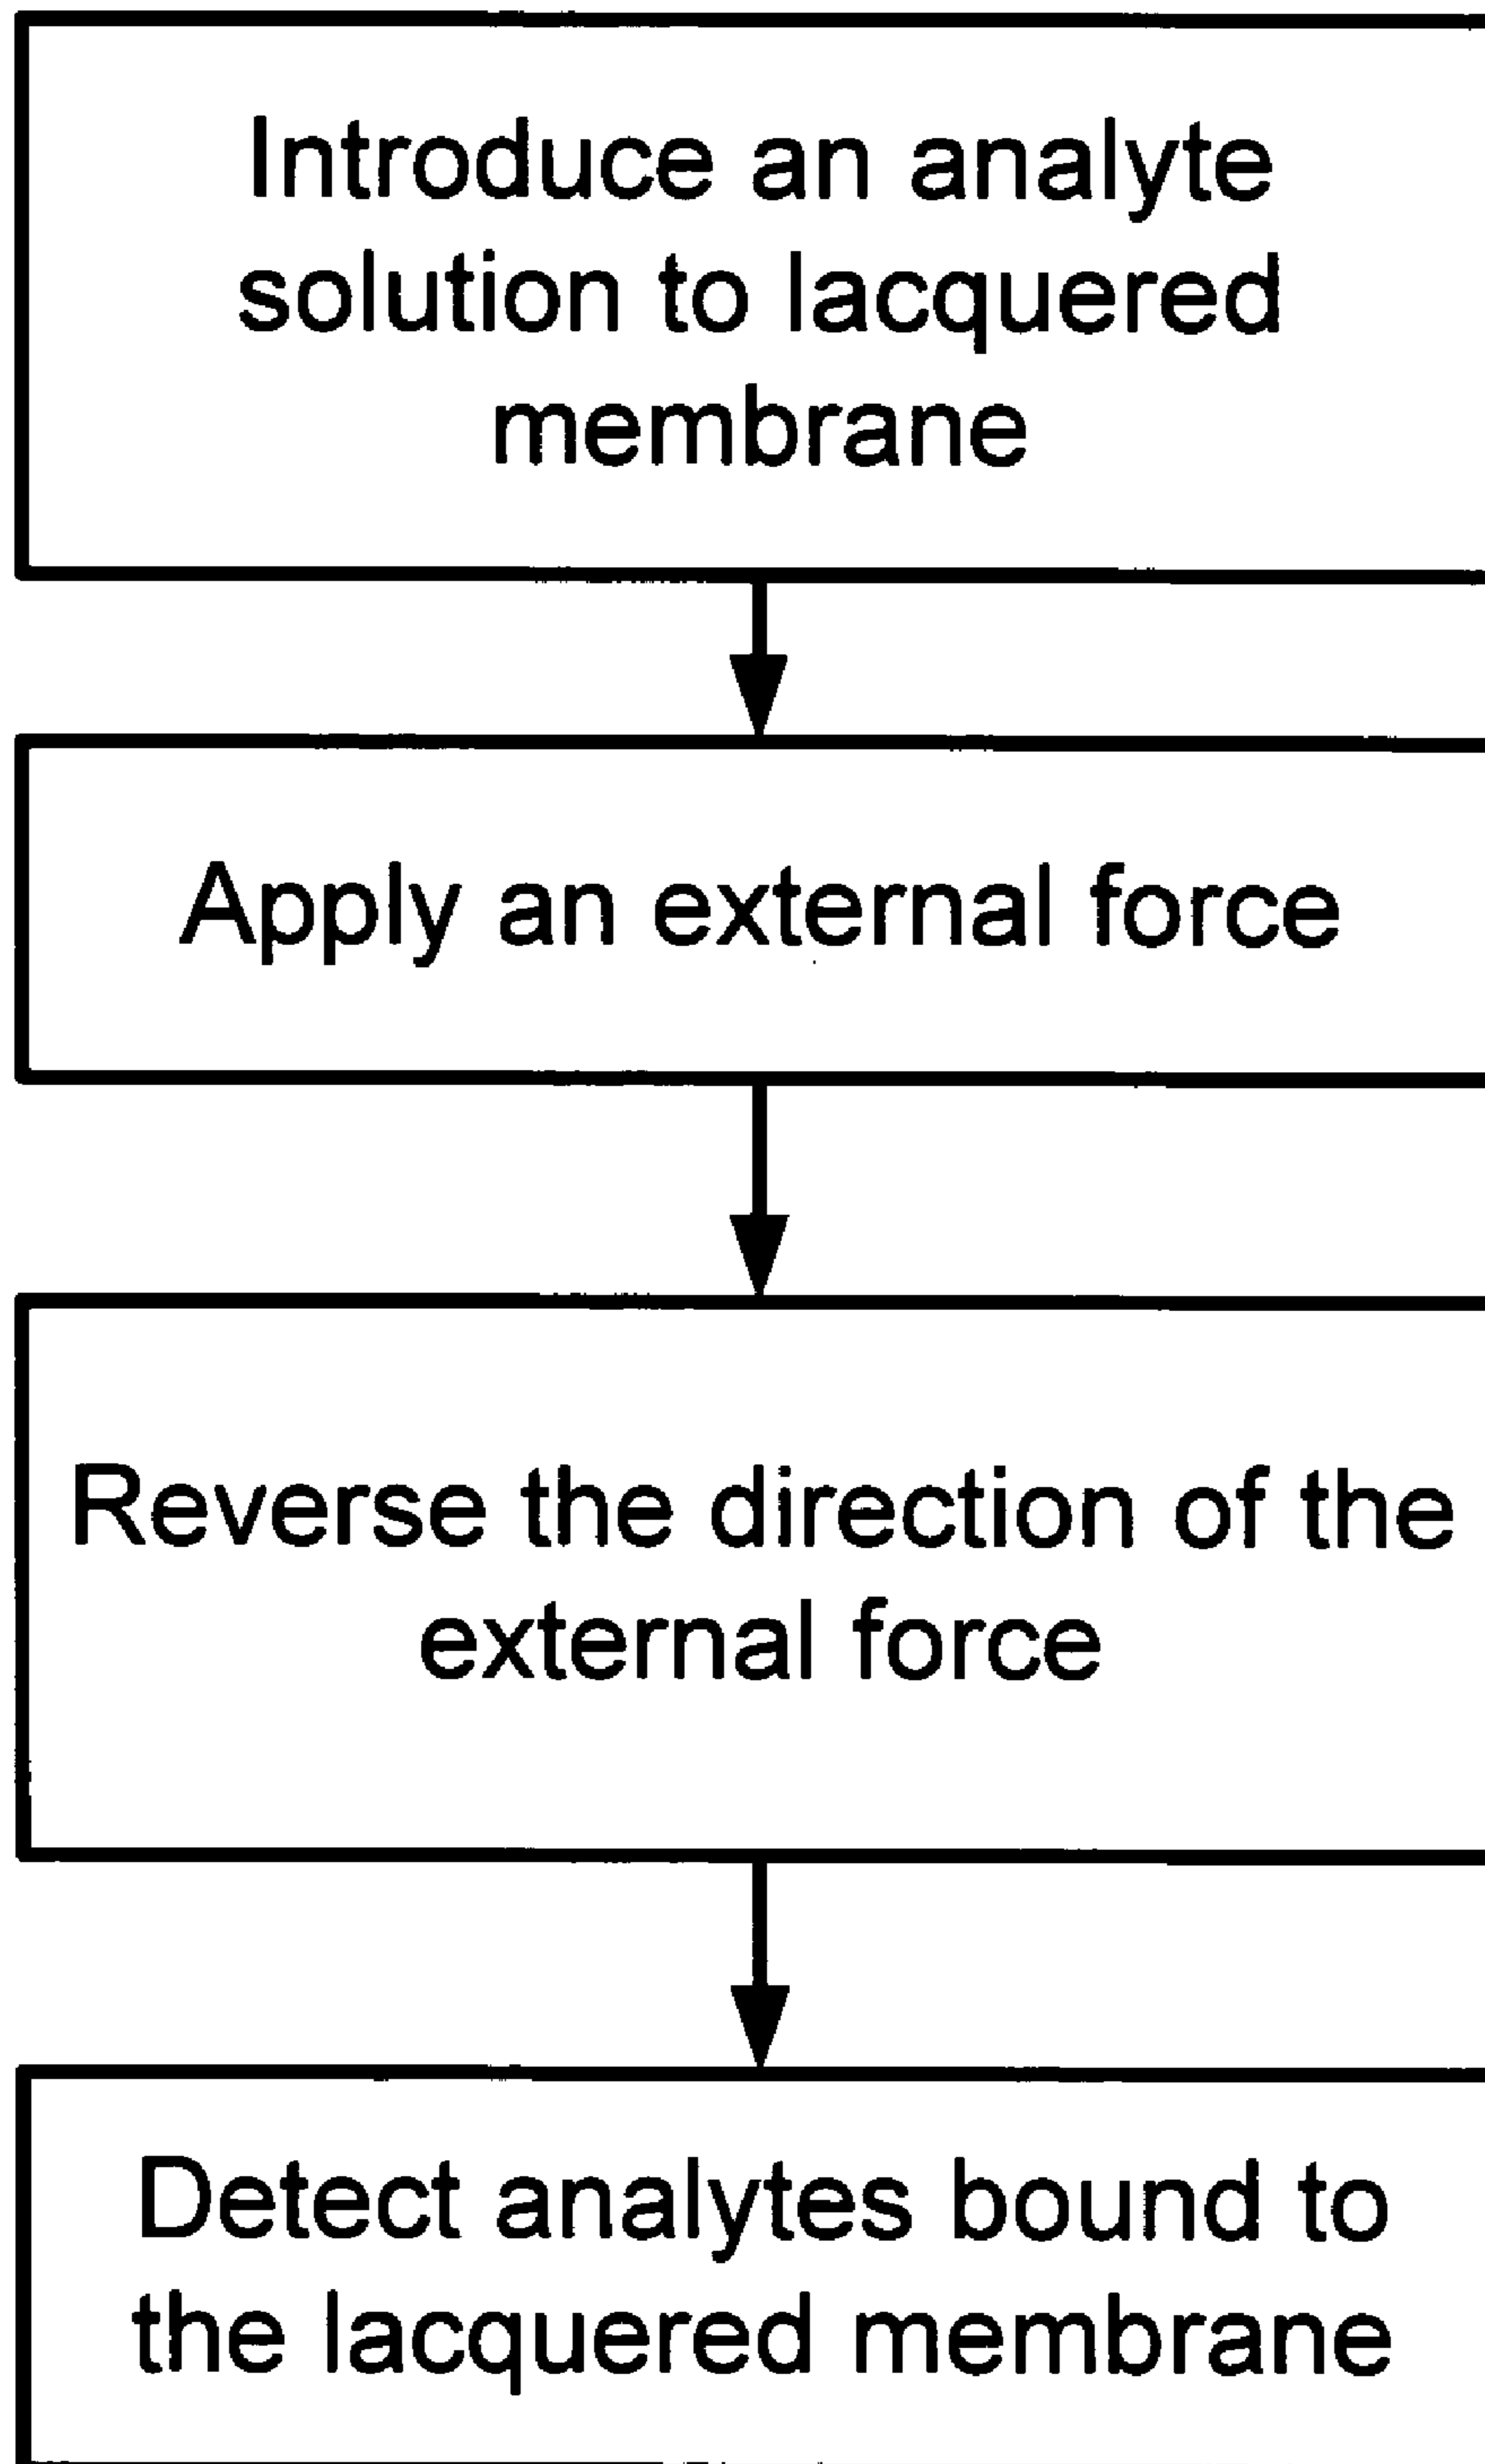 Introduce an analyte
solution to lacquered
membrane
Apply an external force
Reverse the direction of the
external force
Detect analytes bound to
the lacquered membrane